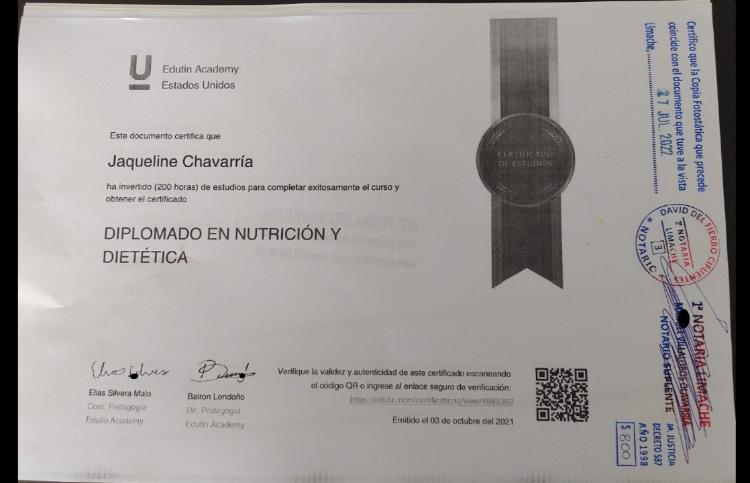 Edutin Academy
Estados Unidos
Este documento certifica que
Jaqueline Chavarría
ha invertido (200 horas) de estudios para completar exitosamente el curso y
obtener el certificado
DIPLOMADO EN NUTRICIÓN Y
DIETÉTICA
CERTIFICADO
DE ESTUDIOS
Elias Silvera Malo
Coor. Pedagogía
Edutin Academy
Bairon Londoño
Dir. Pedagogía
Edutin Academy
Verifique la validez y autenticidad de este certificado escaneando
el código QR o ingrese al enlace seguro de verificación:
https://edutin.com/certifications/view/4885392
Emitido el 03 de octubre del 2021
Certifico que la Copia Fotostática que precede
coincide con el documento que tuve a la vista
Limache,
27 JUL. 2022
DAVID DEL FIERRO CIFUENTES
NOTARIO
1ª NOTARIA
LIMACHE
3
1ª NOTARIA LIMACHE
NOTARIO SUPLENTE
M. JUSTICIA
DECRETO 587
AÑO 1998
$ 800